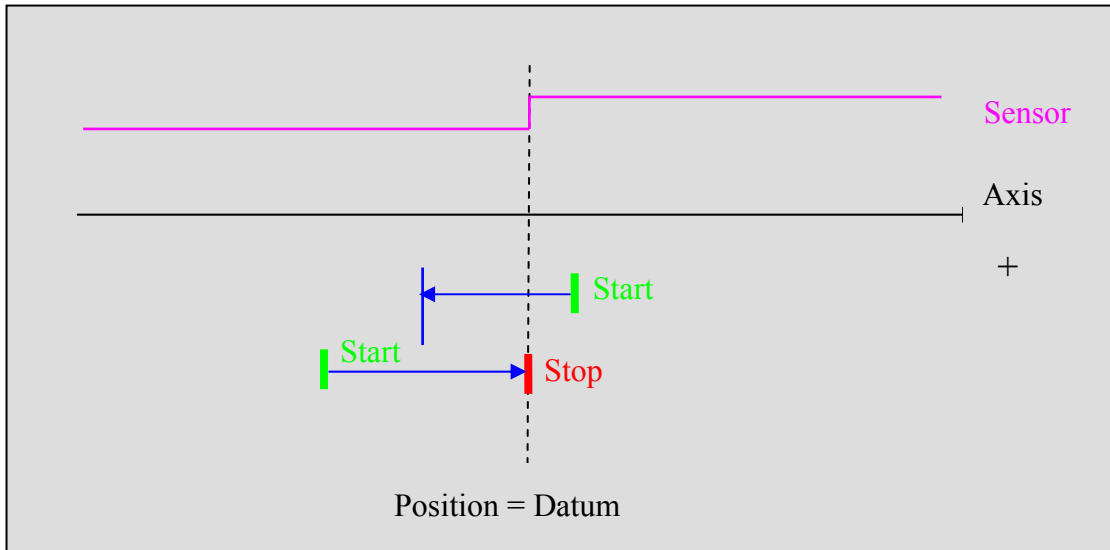 Sensor
Axis
+
Start
Start
Stop
Position = Datum